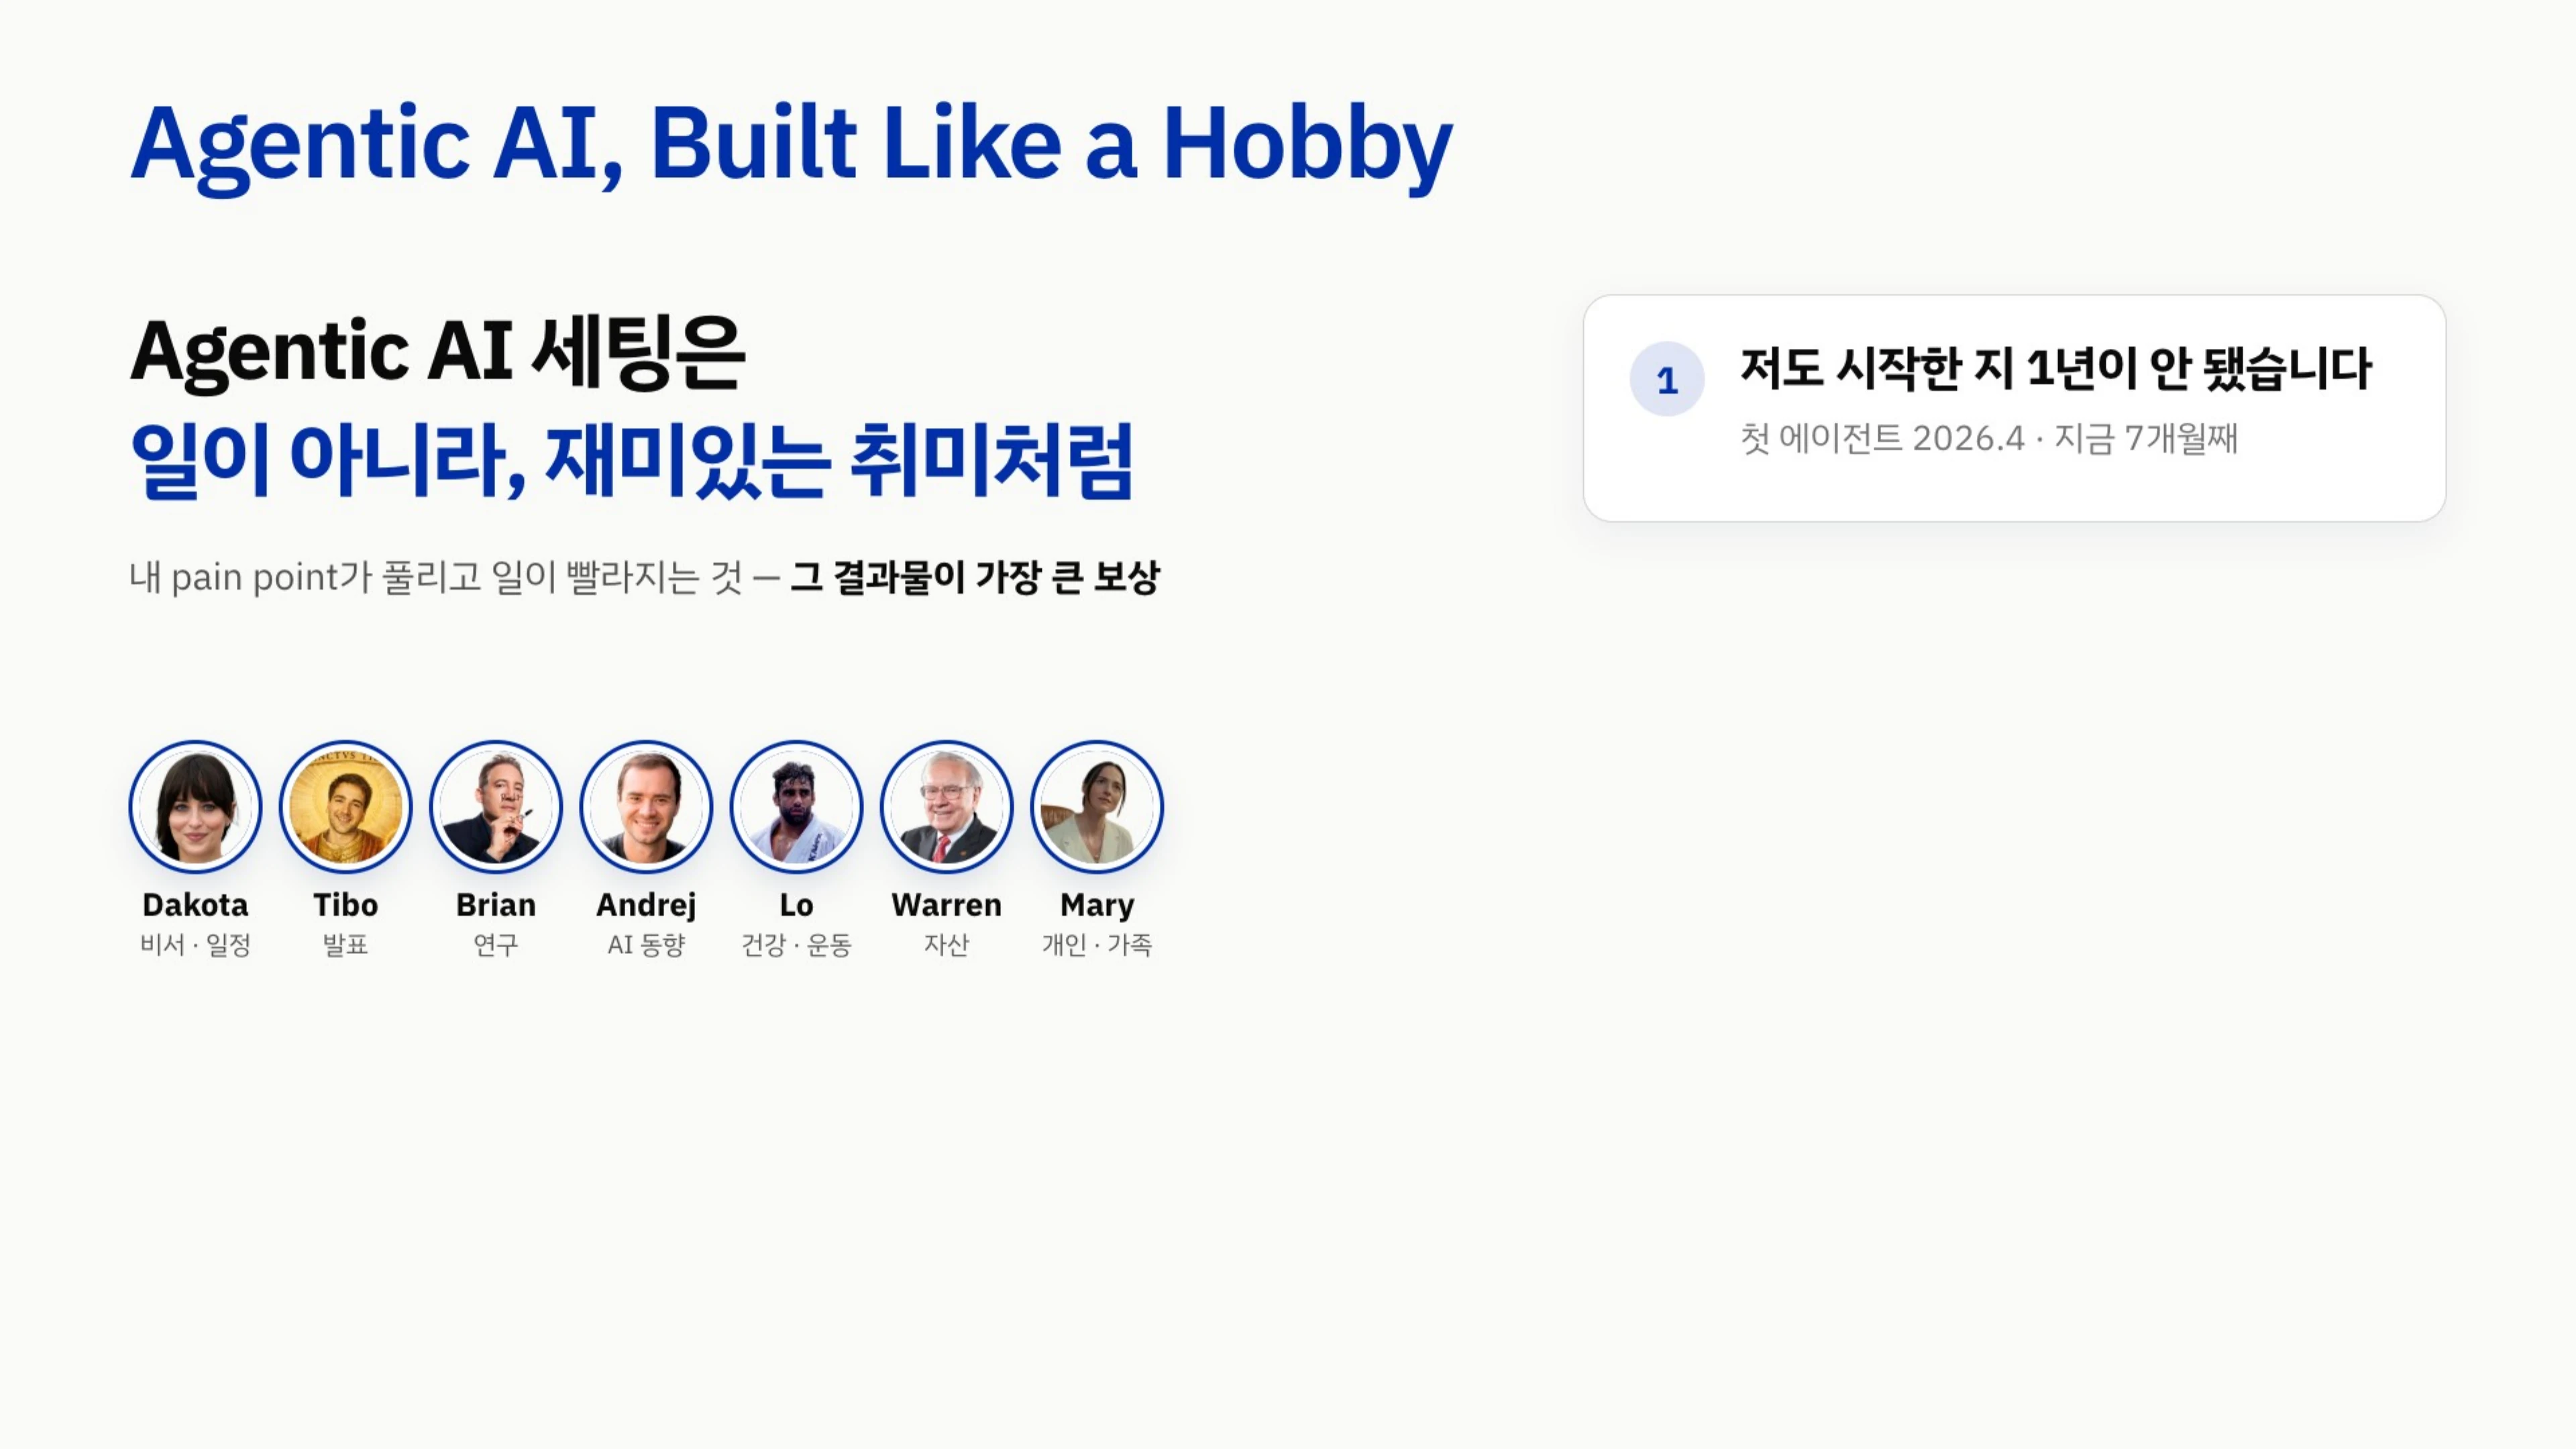 Agentic AI, Built Like a Hobby
Agentic AI 세팅은
일이 아니라, 재미있는 취미처럼
내 pain point가 풀리고 일이 빨라지는 것 — 그 결과물이 가장 큰 보상
1
저도 시작한 지 1년이 안 됐습니다
첫 에이전트 2026.4 · 지금 7개월째
Dakota
비서 · 일정
Tibo
발표
Brian
연구
Andrej
AI 동향
Lo
건강 · 운동
Warren
자산
Mary
개인 · 가족